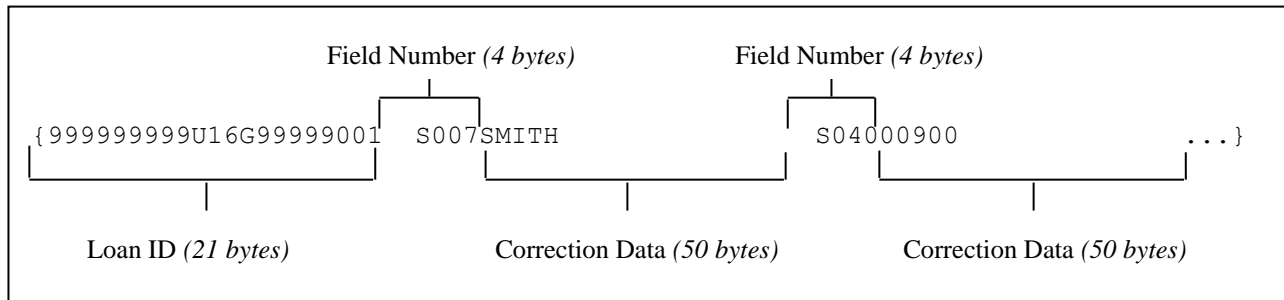 Field Number (4 bytes) Field Number (4 bytes)
{999999999U16G99999001 S007SMITH S04000900 ...}
Loan ID (21 bytes) Correction Data (50 bytes) Correction Data (50 bytes)